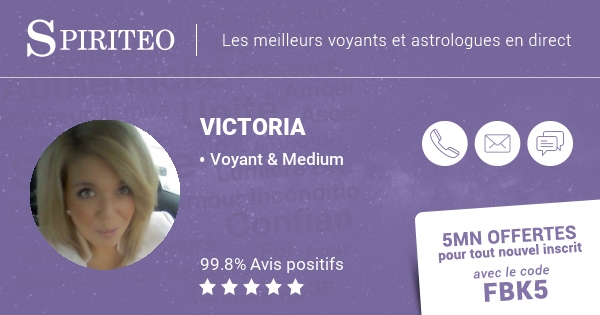 SPIRITEO
Les meilleurs voyants et astrologues en direct
VICTORIA
• Voyant & Medium
99.8% Avis positifs
5MN OFFERTES
pour tout nouvel inscrit
avec le code
FBK5